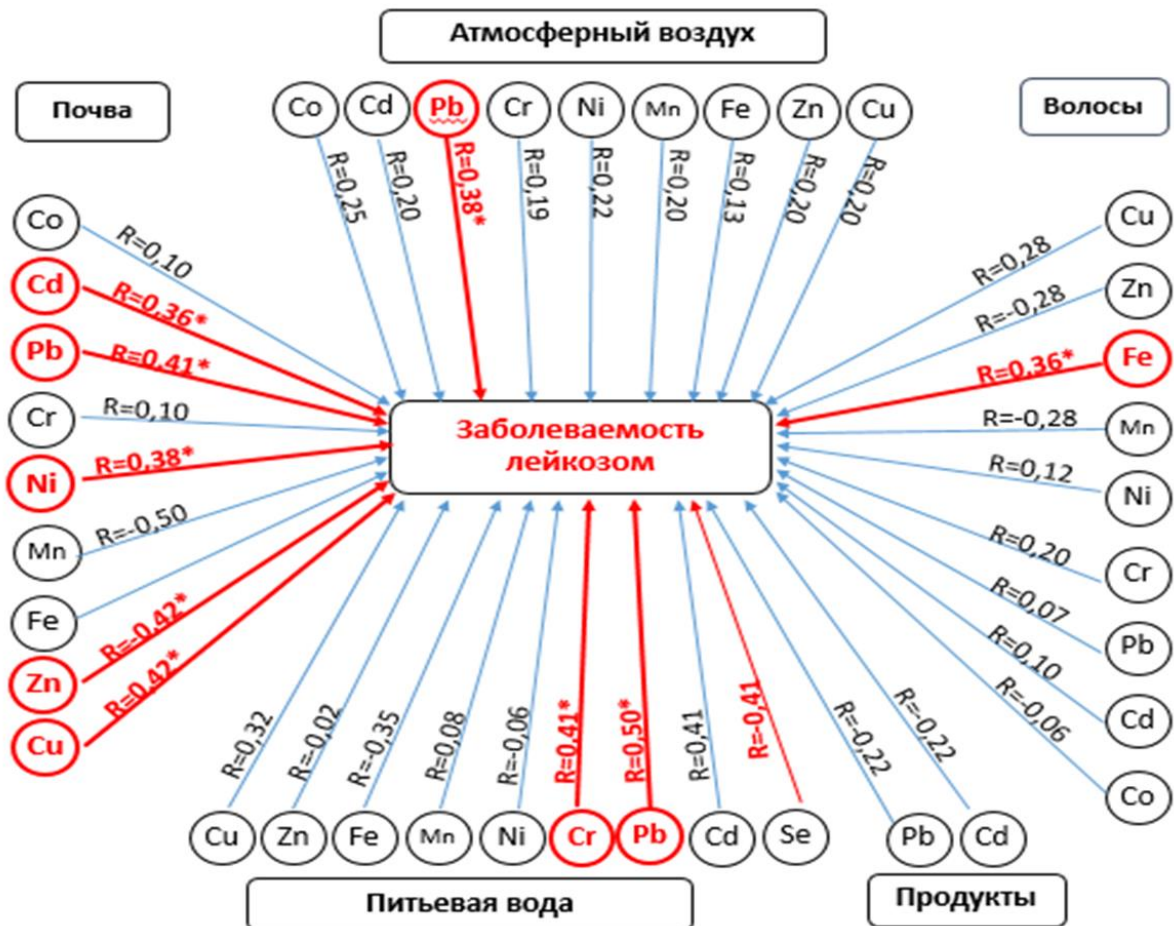 Атмосферный воздух
Co Cd Pb Cr Ni Mn Fe Zn Cu
R=0,25 R=0,20 R=0,38* R=0,19 R=0,22 R=0,20 R=0,13 R=0,20 R=0,20
Почва
Co
R=0,10
Cd
R=0,36*
Pb
R=0,41*
Cr
R=0,10
Ni
R=0,38*
Mn
R=-0,50
Fe
Zn
R=-0,42*
Cu
R=0,42*
Волосы
Cu
R=0,28
Zn
R=-0,28
Fe
R=0,36*
Mn
R=-0,28
Ni
R=0,12
Cr
R=0,20
Pb
R=0,07
Cd
R=0,10
Co
R=-0,06
Заболеваемость
лейкозом
R=0,32 R=-0,02 R=-0,35 R=0,08 R=-0,06 R=0,41* R=0,50* R=0,41 R=-0,41
Cu Zn Fe Mn Ni Cr Pb Cd Se
Питьевая вода
R=-0,22 R=-0,22
Pb Cd
Продукты